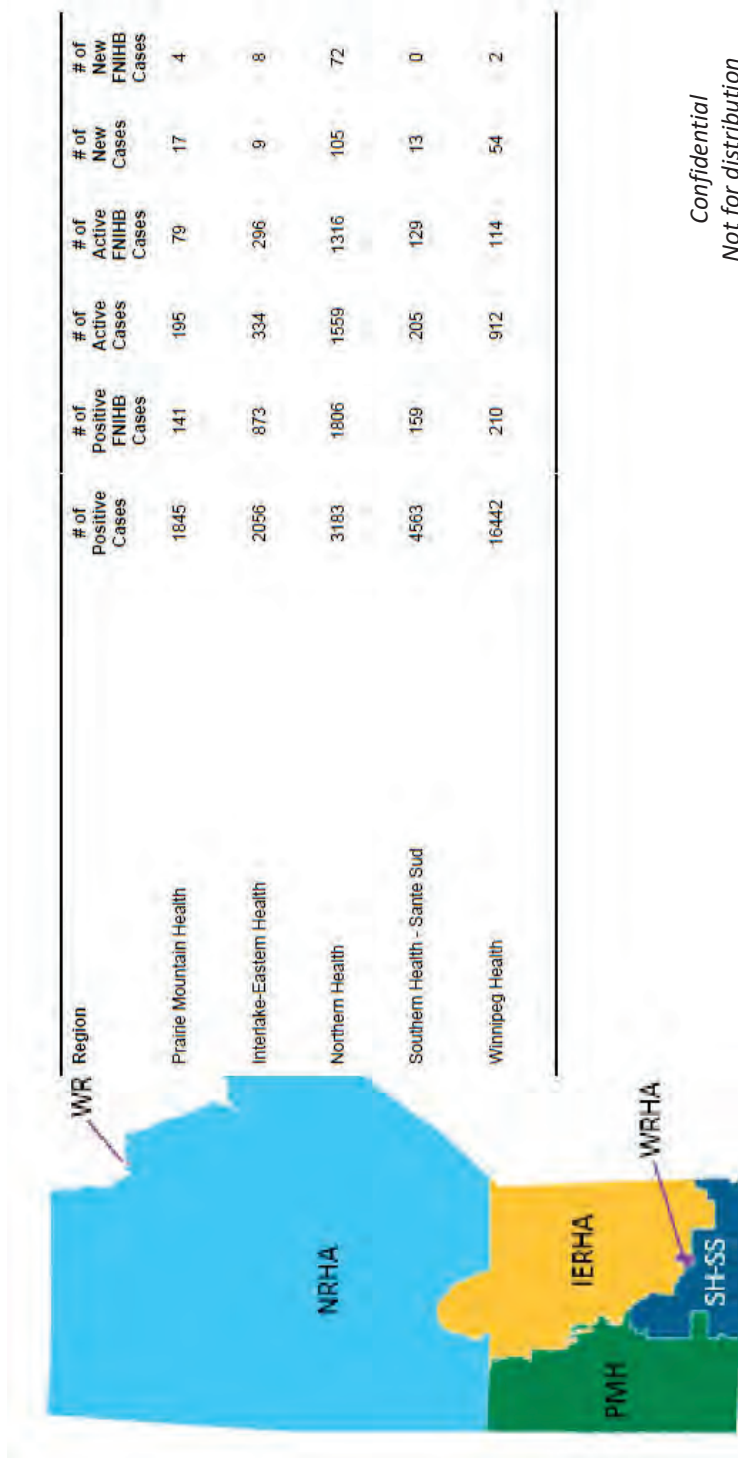 WR
NRHA
IERHA
PMH
SH-SS
WRHA
Region # of Positive Cases # of Positive FNIHB Cases # of Active Cases # of Active FNIHB Cases # of New Cases # of New FNIHB Cases
Prairie Mountain Health 1845 141 195 79 17 4
Interlake-Eastern Health 2056 873 334 296 9 8
Northern Health 3183 1806 1559 1316 105 72
Southern Health - Sante Sud 4563 159 205 129 13 0
Winnipeg Health 16442 210 912 114 54 2
Confidential
Not for distribution